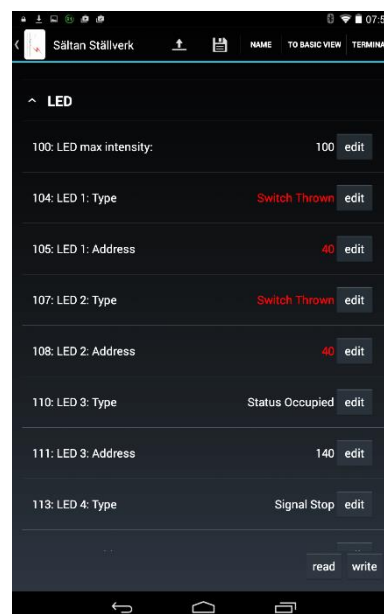 07:5
Sältan Ställverk NAME TO BASIC VIEW TERMINA
LED
100: LED max intensity: 100 edit
104: LED 1: Type Switch Thrown edit
105: LED 1: Address 40 edit
107: LED 2: Type Switch Thrown edit
108: LED 2: Address 40 edit
110: LED 3: Type Status Occupied edit
111: LED 3: Address 140 edit
113: LED 4: Type Signal Stop edit
read write